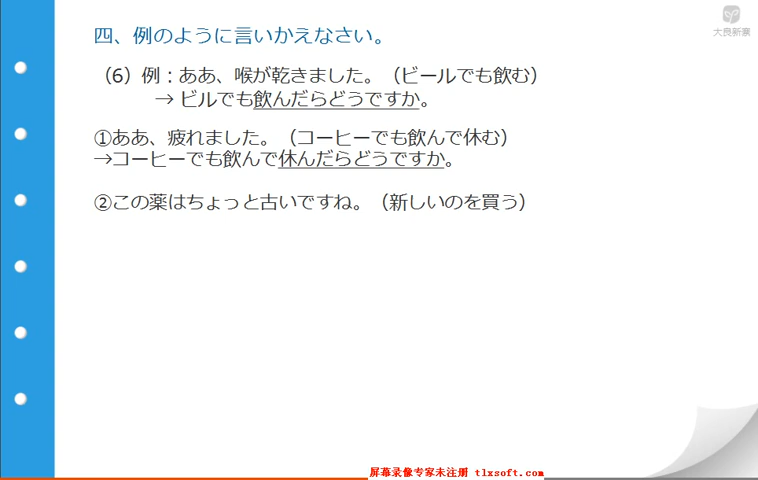 四、例のように言いかえなさい。
大良新寨
（6）例：ああ、喉が乾きました。（ビールでも飲む）
→ ビルでも飲んだらどうですか。
①ああ、疲れました。（コーヒーでも飲んで休む）
→コーヒーでも飲んで休んだらどうですか。
②この薬はちょっと古いですね。（新しいのを買う）
屏幕录像专家未注册 tlxsoft.com